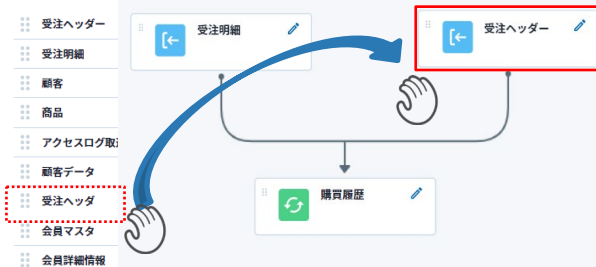 受注ヘッダー
受注明細
顧客
商品
アクセスログ取
顧客データ
受注ヘッダ
会員マスタ
会員詳細情報
受注明細
受注ヘッダー
購買履歴